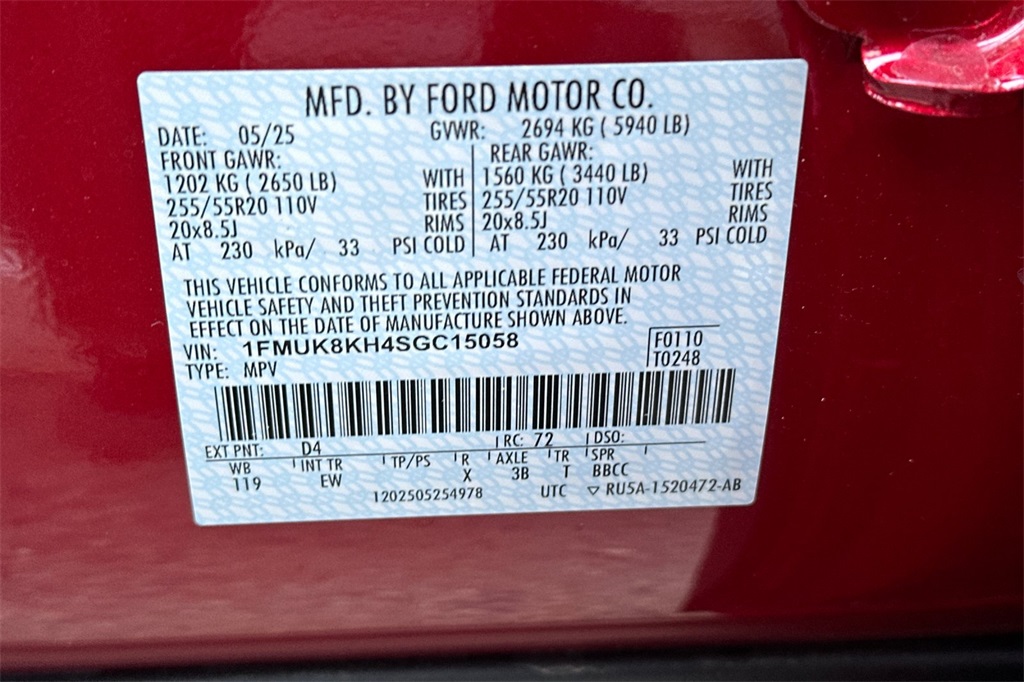 MFD. BY FORD MOTOR CO.
DATE: 05/25 GVWR: 2694 KG ( 5940 LB)
FRONT GAWR: REAR GAWR:
1202 KG ( 2650 LB) WITH 1560 KG ( 3440 LB) WITH
255/55R20 110V TIRES 255/55R20 110V TIRES
20x8.5J RIMS 20x8.5J RIMS
AT 230 kPa/ 33 PSI COLD AT 230 kPa/ 33 PSI COLD
THIS VEHICLE CONFORMS TO ALL APPLICABLE FEDERAL MOTOR
VEHICLE SAFETY AND THEFT PREVENTION STANDARDS IN
EFFECT ON THE DATE OF MANUFACTURE SHOWN ABOVE.
VIN: 1FMUK8KH4SGC15058 F0110
TYPE: MPV T0248
EXT PNT: D4 RC: 72 DSO:
WB INT TR TP/PS R AXLE TR SPR
119 EW X 3B T BBCC
1202505254978 UTC ▽ RU5A-1520472-AB